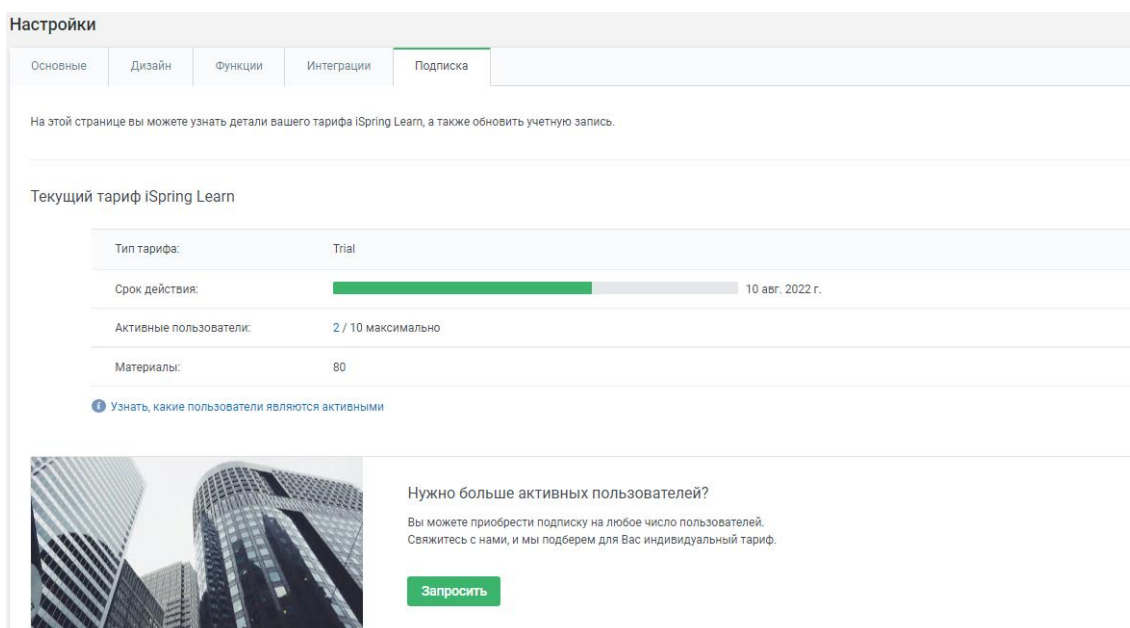 Настройки
Основные Дизайн Функции Интеграции Подписка
На этой странице вы можете узнать детали вашего тарифа iSpring Learn, а также обновить учетную запись.
Текущий тариф iSpring Learn
Тип тарифа: Trial
Срок действия: 10 авг. 2022 г.
Активные пользователи: 2 / 10 максимально
Материалы: 80
Узнать, какие пользователи являются активными
Нужно больше активных пользователей?
Вы можете приобрести подписку на любое число пользователей.
Свяжитесь с нами, и мы подберем для Вас индивидуальный тариф.
Запросить